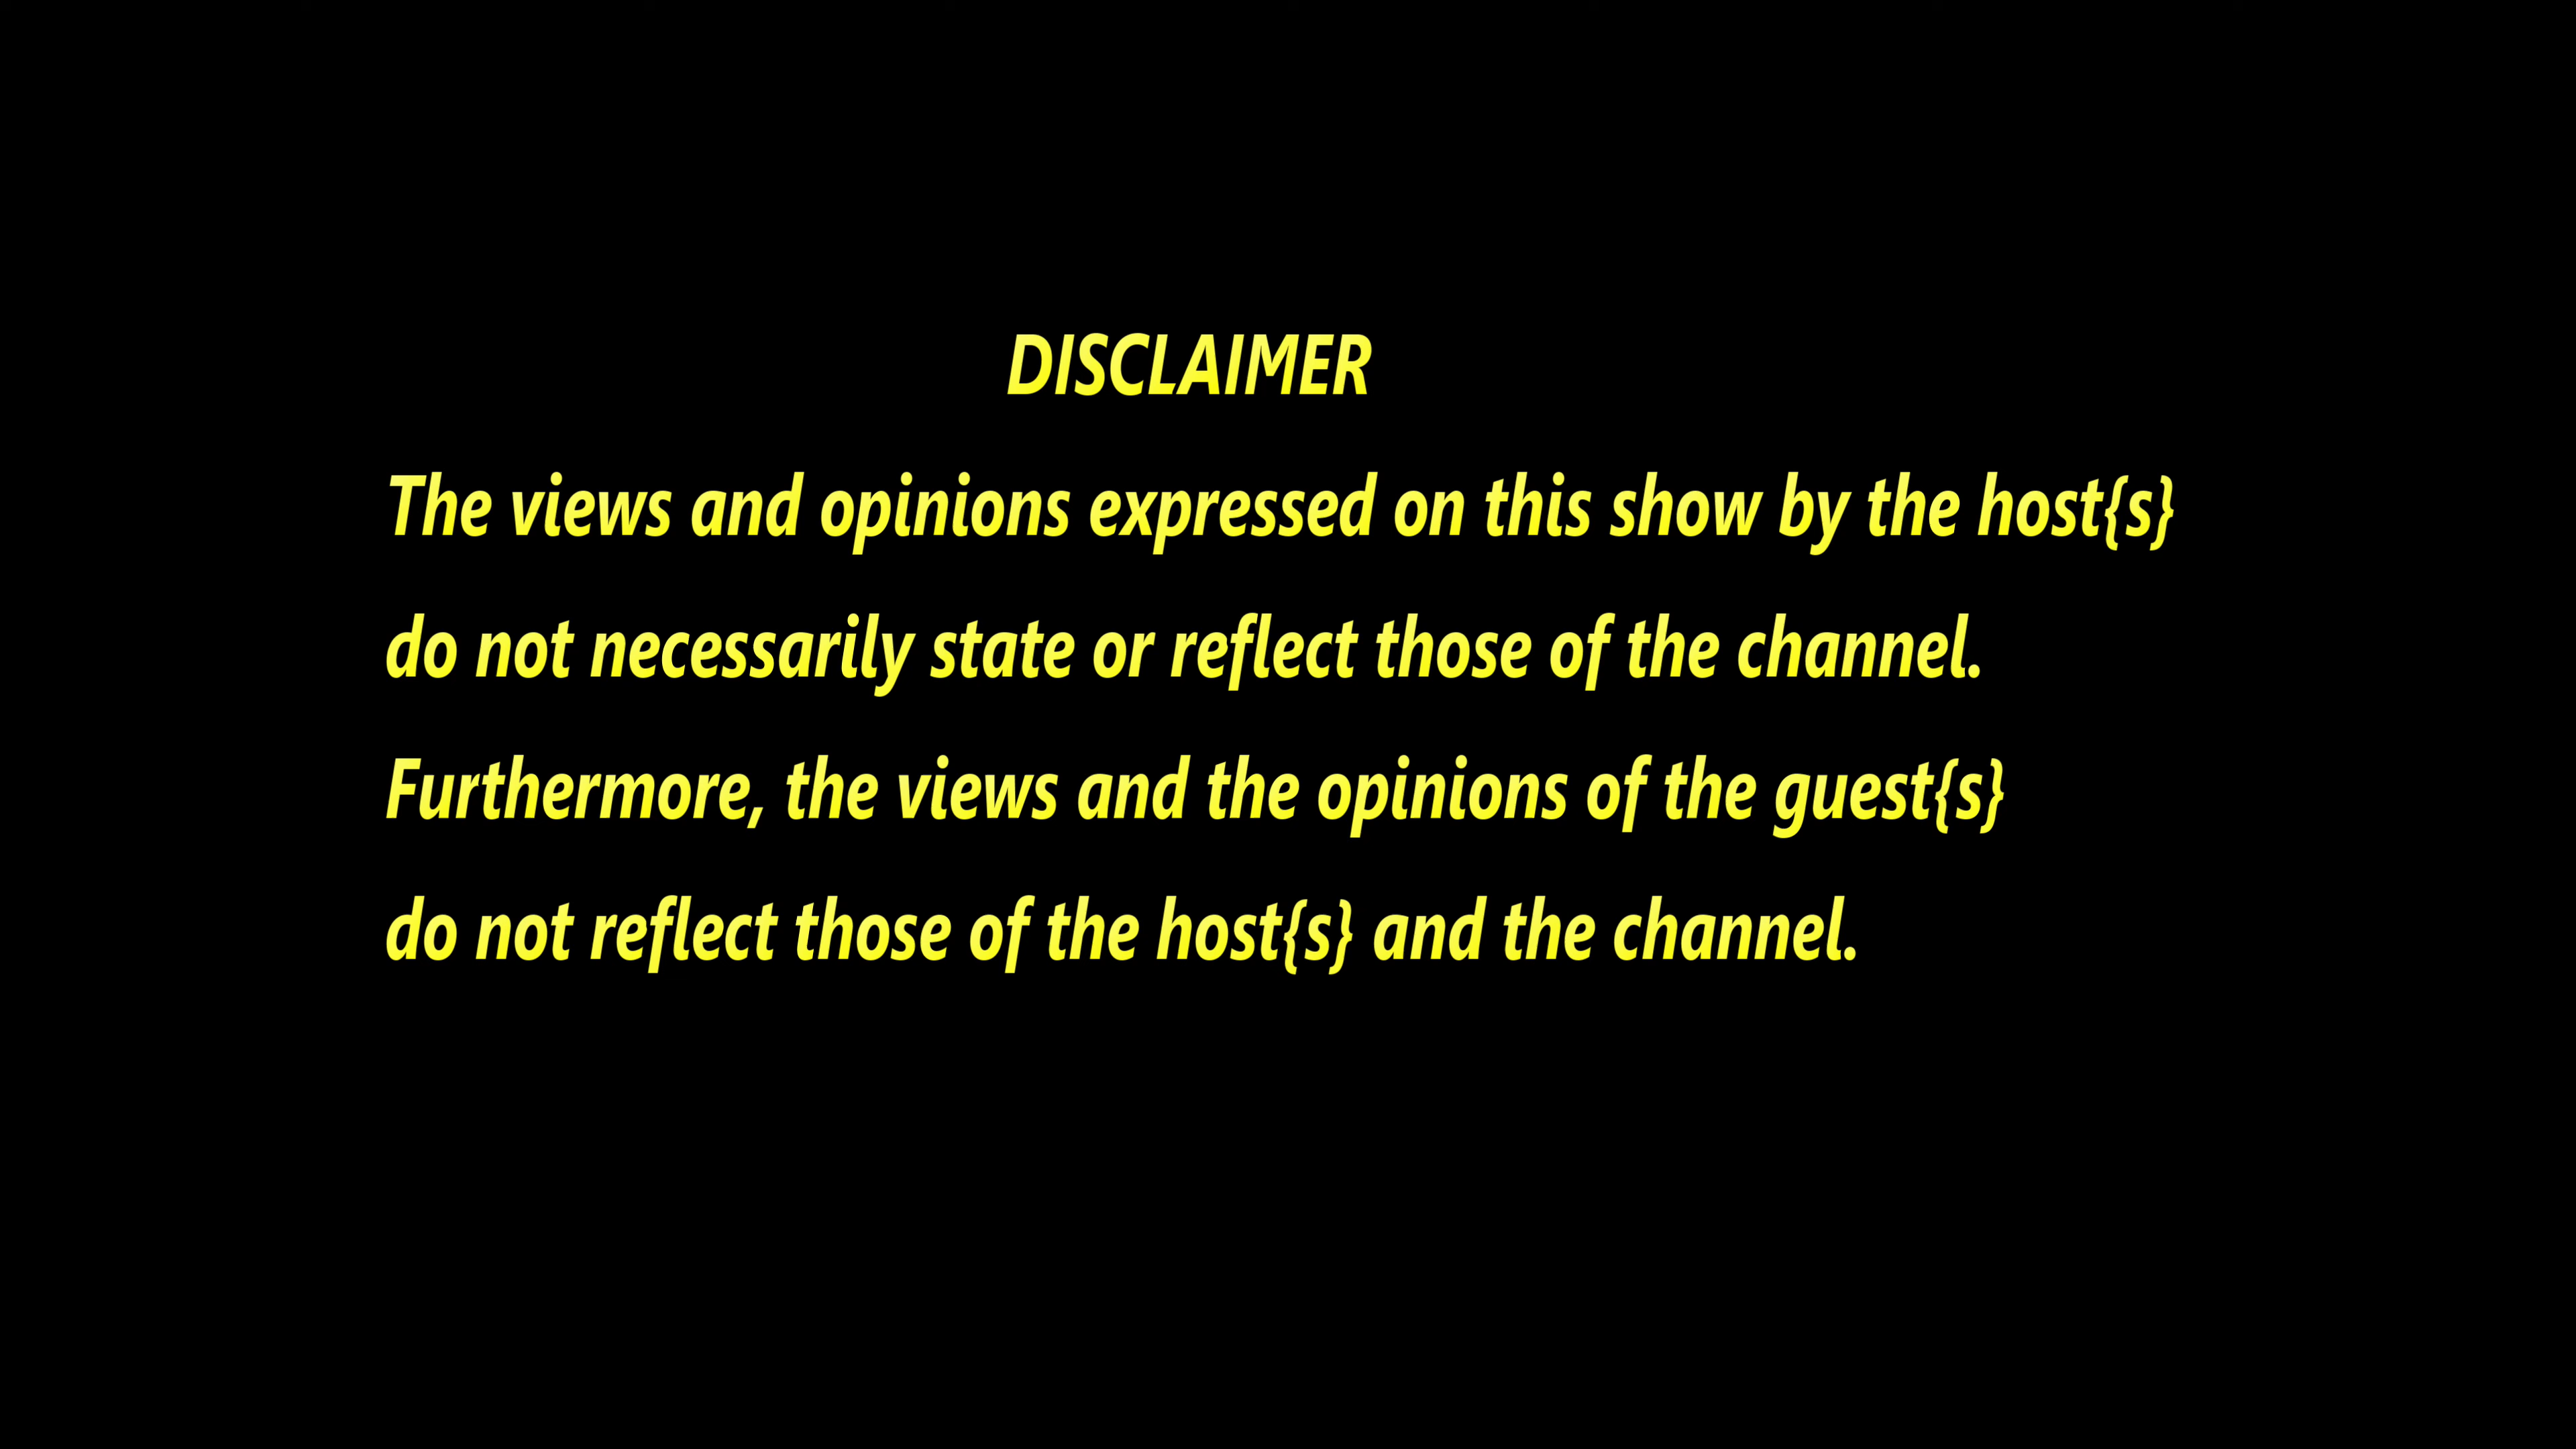 DISCLAIMER
The views and opinions expressed on this show by the host{s}
do not necessarily state or reflect those of the channel.
Furthermore, the views and the opinions of the guest{s}
do not reflect those of the host{s} and the channel.